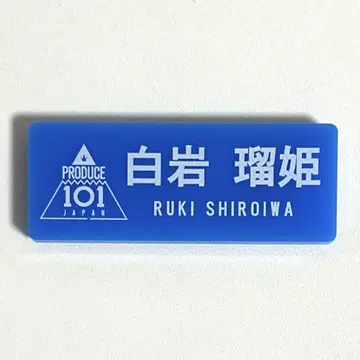 PRODUCE
101
JAPAN
白岩 瑠姫
RUKI SHIROIWA